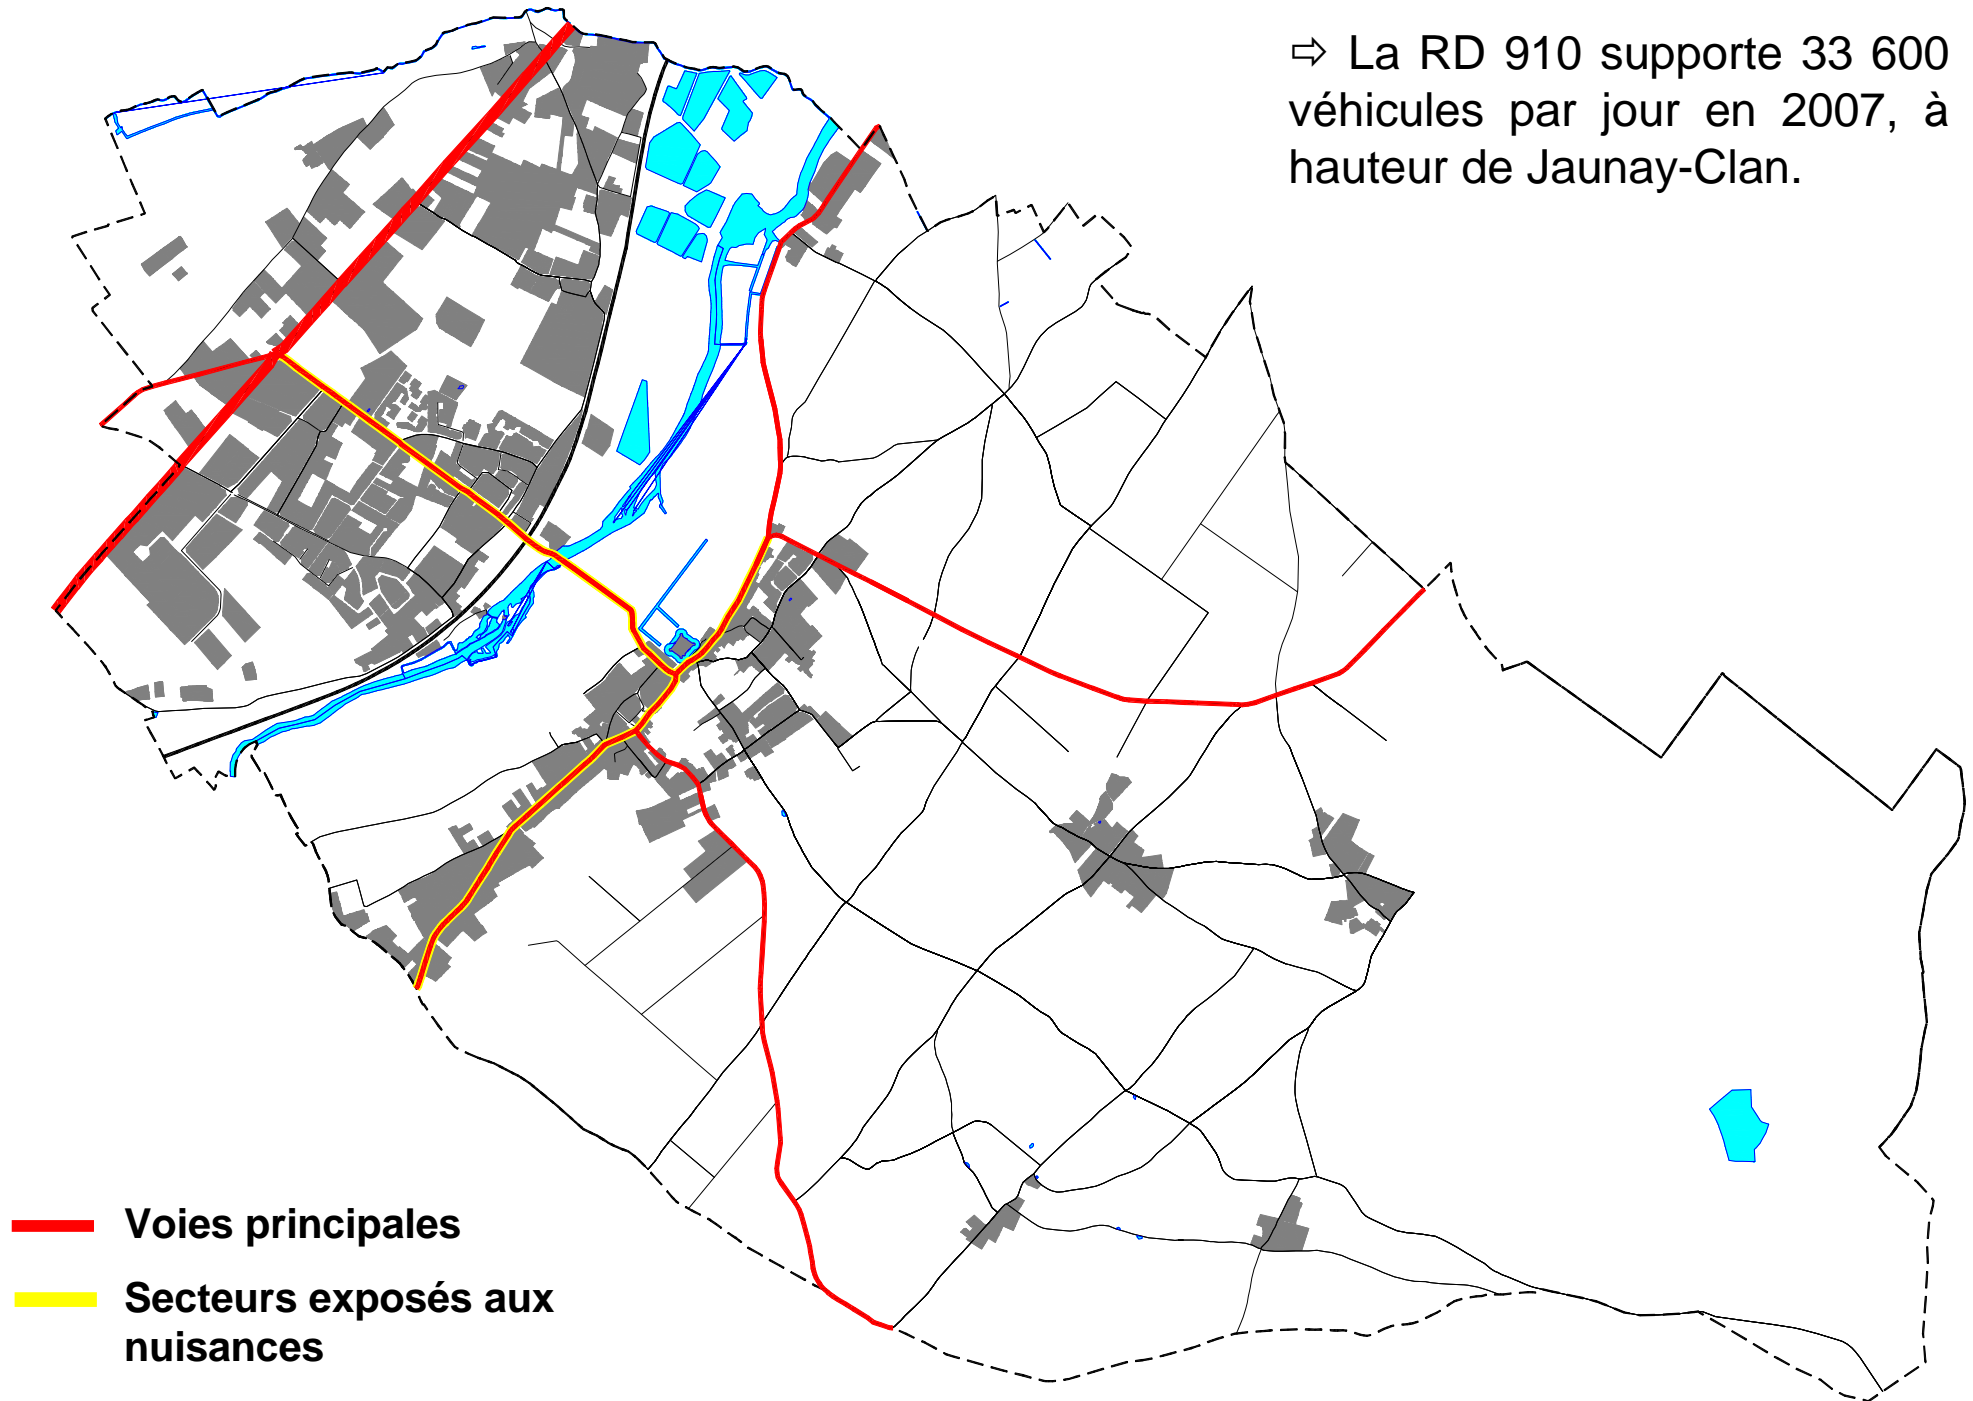 ⇨ La RD 910 supporte 33 600
véhicules par jour en 2007, à
hauteur de Jaunay-Clan.
Voies principales
Secteurs exposés aux
nuisances